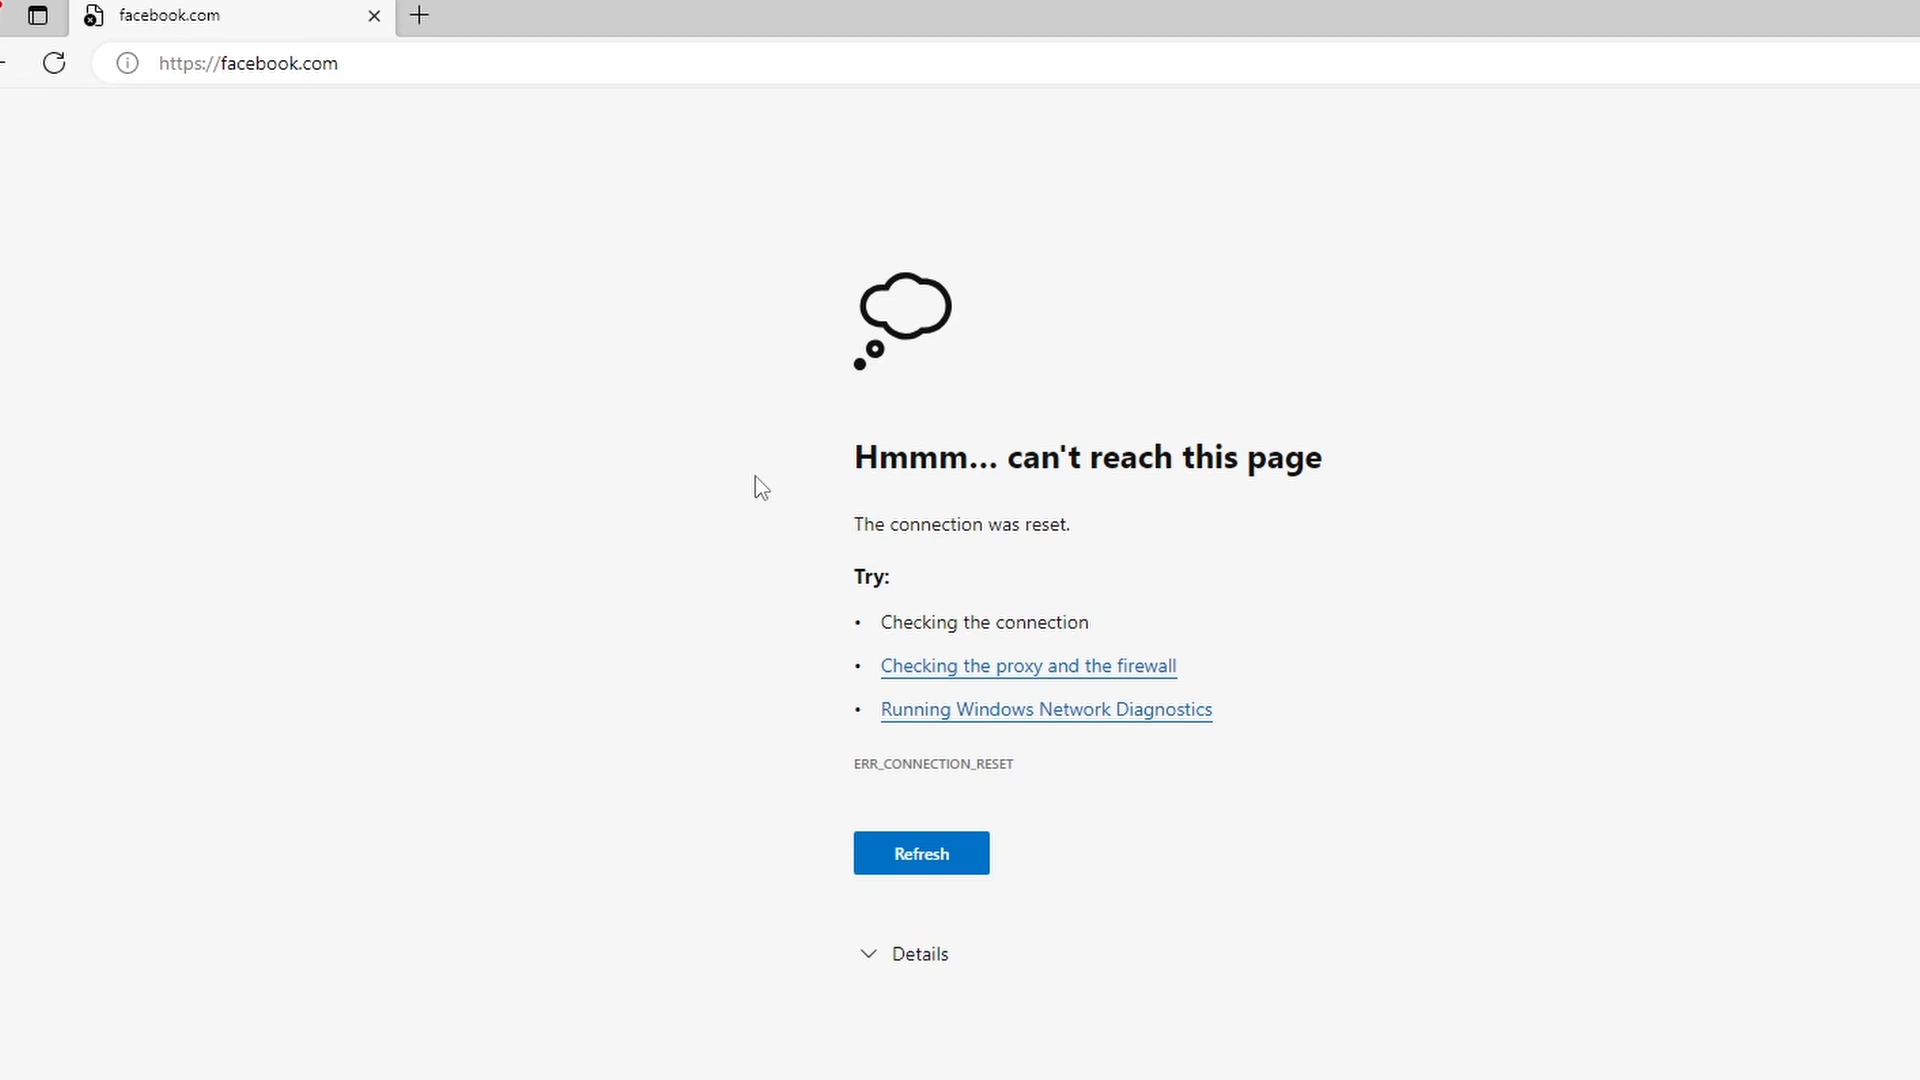 facebook.com
https://facebook.com
Hmmm... can't reach this page
The connection was reset.
Try:
• Checking the connection
• Checking the proxy and the firewall
• Running Windows Network Diagnostics
ERR_CONNECTION_RESET
Refresh
Details